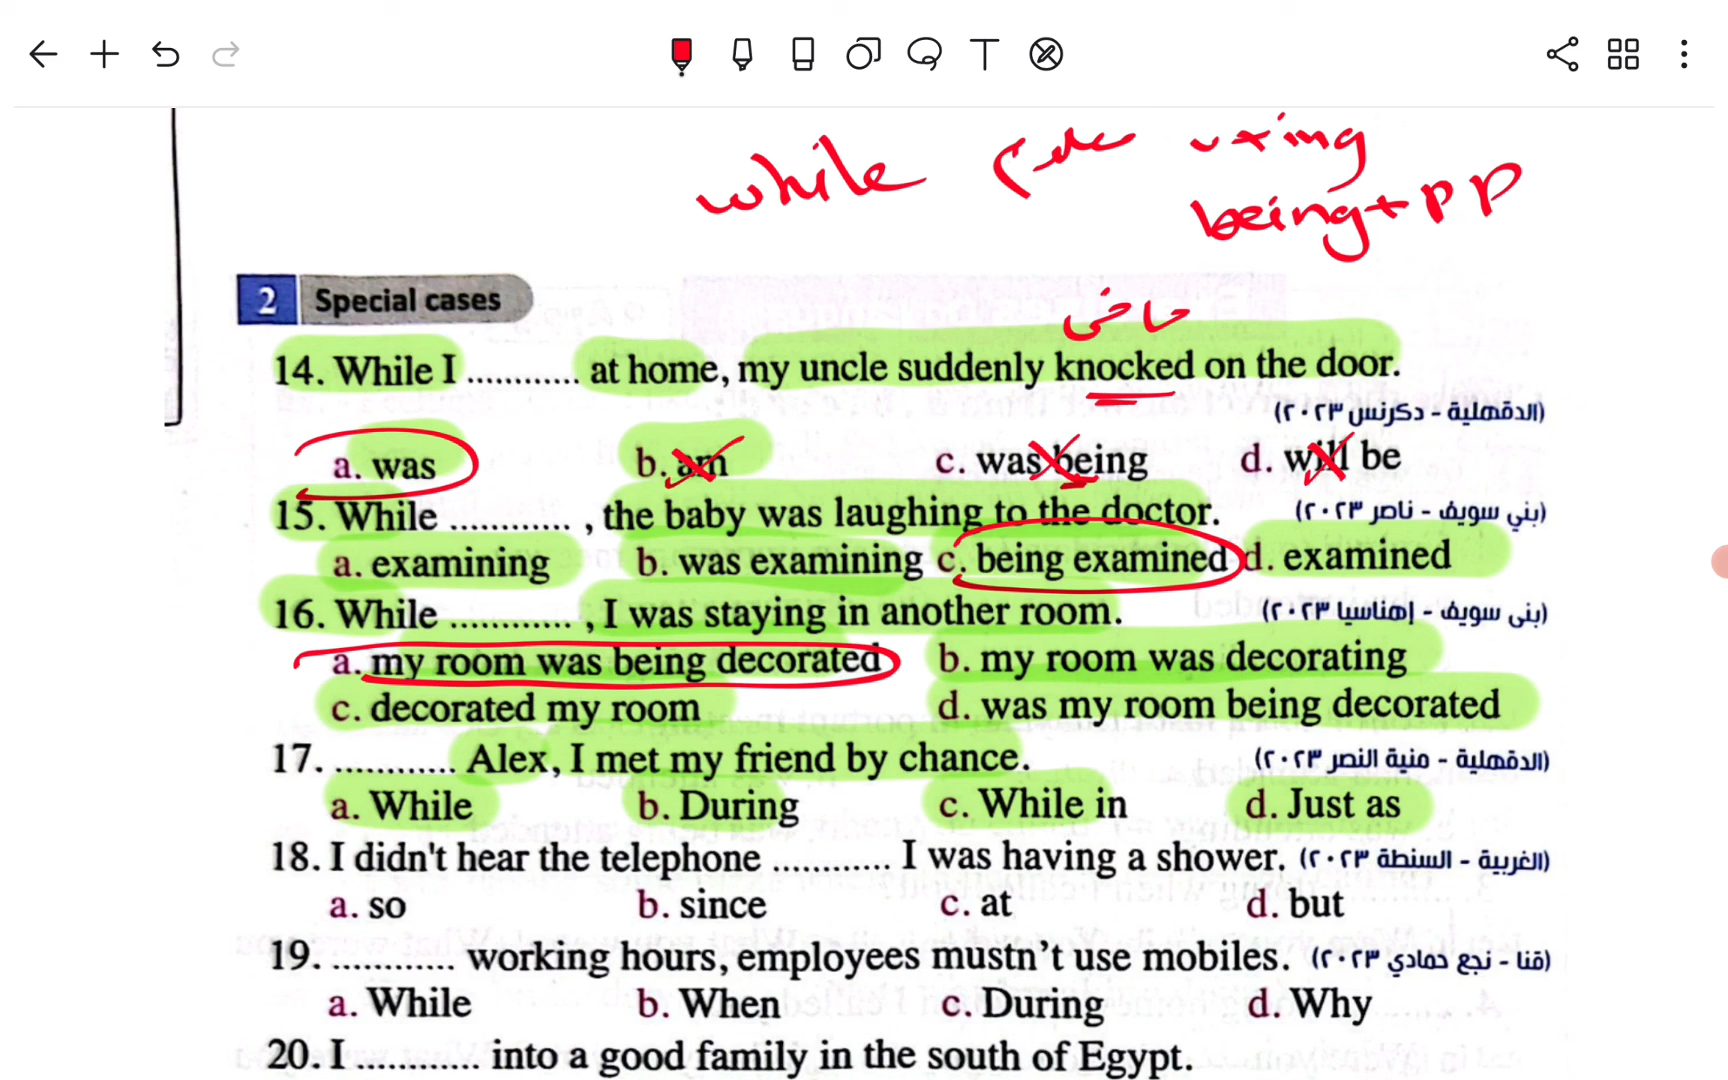 while فاعل v + ing
being + PP
2 Special cases
ماضى
14. While I ............ at home, my uncle suddenly knocked on the door.
(الدقهلية - دكرنس ٢٠٢٣)
a. was b. am c. was being d. will be
15. While ............ , the baby was laughing to the doctor. (بني سويف - ناصر ٢٠٢٣)
a. examining b. was examining c. being examined d. examined
16. While ............ , I was staying in another room. (بنى سويف - إهناسيا ٢٠٢٣)
a. my room was being decorated b. my room was decorating
c. decorated my room d. was my room being decorated
17. ............ Alex, I met my friend by chance. (الدقهلية - منية النصر ٢٠٢٣)
a. While b. During c. While in d. Just as
18. I didn't hear the telephone ............ I was having a shower. (الغربية - السنطة ٢٠٢٣)
a. so b. since c. at d. but
19. ............ working hours, employees mustn't use mobiles. (قنا - نجع حمادي ٢٠٢٣)
a. While b. When c. During d. Why
20. I ............ into a good family in the south of Egypt.